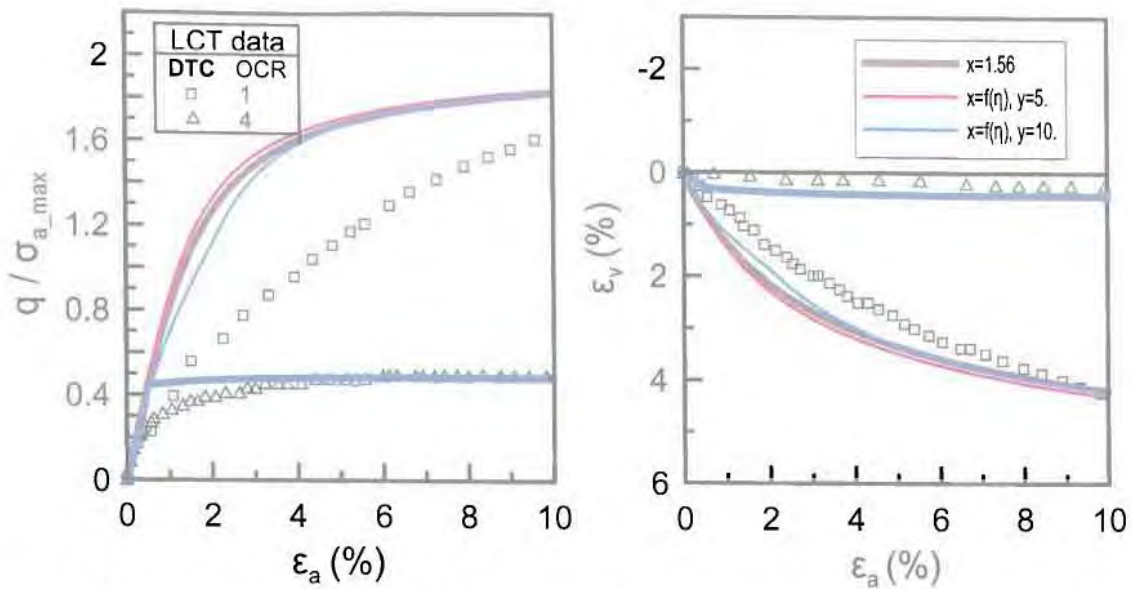 2
1.6
1.2
0.8
0.4
0
q / σa_max
LCT data
DTC OCR
1
4
0 2 4 6 8 10
εa (%)
-2
0
2
4
6
εv (%)
x=1.56
x=f(η), y=5.
x=f(η), y=10.
0 2 4 6 8 10
εa (%)